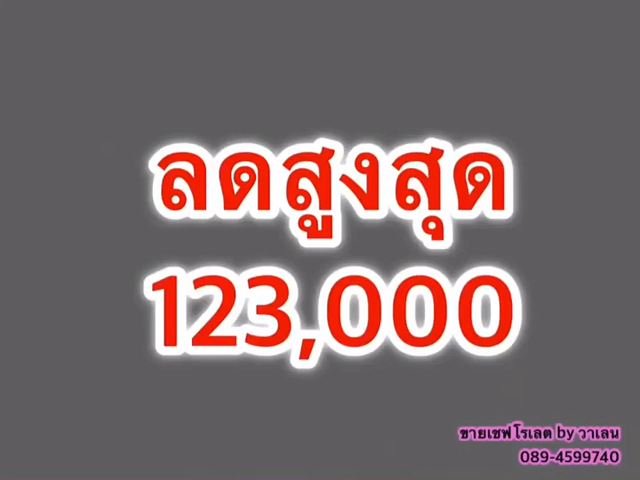 ลดสูงสุด
123,000
ขายเชฟโรเลต by วาเลน
089-4599740